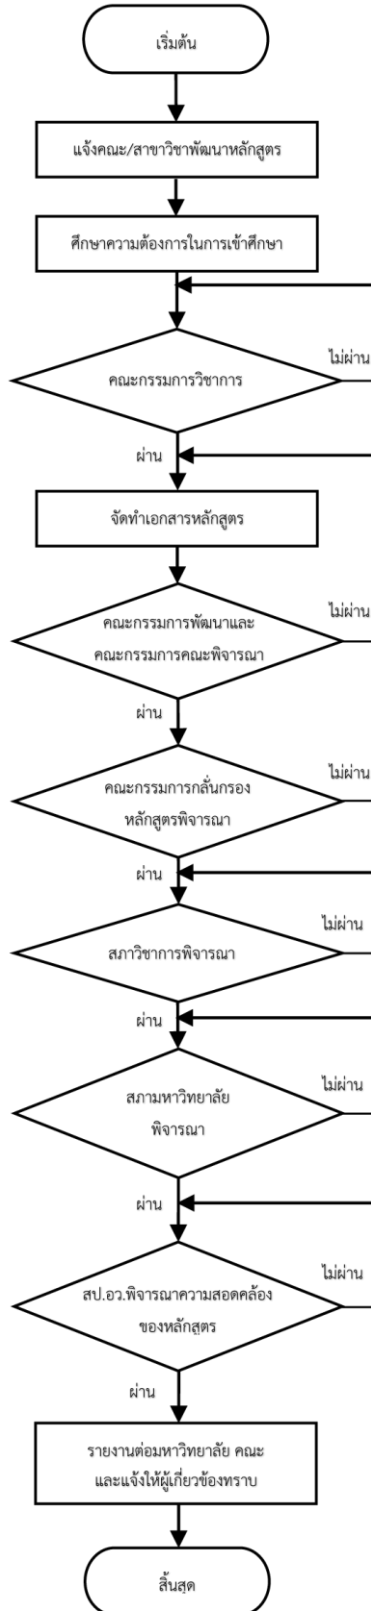 เริ่มต้น
แจ้งคณะ/สาขาวิชาพัฒนาหลักสูตร
ศึกษาความต้องการในการเข้าศึกษา
ไม่ผ่าน
คณะกรรมการวิชาการ
ผ่าน
จัดทำเอกสารหลักสูตร
ไม่ผ่าน
คณะกรรมการพัฒนาและ
คณะกรรมการคณะพิจารณา
ผ่าน
ไม่ผ่าน
คณะกรรมการกลั่นกรอง
หลักสูตรพิจารณา
ผ่าน
ไม่ผ่าน
สภาวิชาการพิจารณา
ผ่าน
ไม่ผ่าน
สภามหาวิทยาลัย
พิจารณา
ผ่าน
ไม่ผ่าน
สป.อว.พิจารณาความสอดคล้อง
ของหลักสูตร
ผ่าน
รายงานต่อมหาวิทยาลัย คณะ
และแจ้งให้ผู้เกี่ยวข้องทราบ
สิ้นสุด